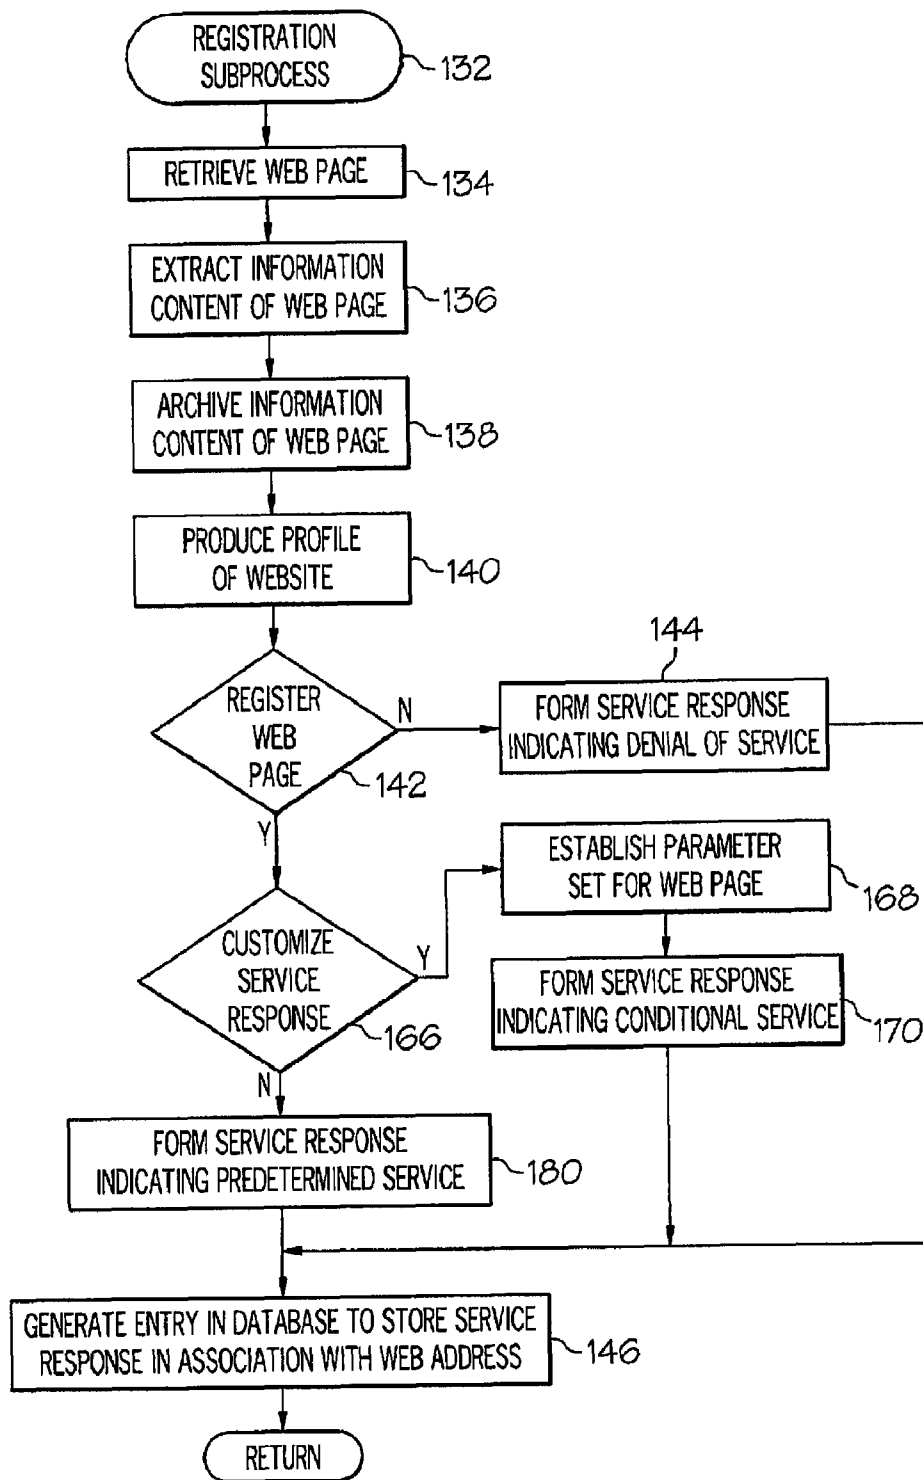 REGISTRATION
SUBPROCESS
132
RETRIEVE WEB PAGE
134
EXTRACT INFORMATION
CONTENT OF WEB PAGE
136
ARCHIVE INFORMATION
CONTENT OF WEB PAGE
138
PRODUCE PROFILE
OF WEBSITE
140
REGISTER
WEB
PAGE
142
N
Y
144
FORM SERVICE RESPONSE
INDICATING DENIAL OF SERVICE
CUSTOMIZE
SERVICE
RESPONSE
166
Y
N
ESTABLISH PARAMETER
SET FOR WEB PAGE
168
FORM SERVICE RESPONSE
INDICATING CONDITIONAL SERVICE
170
FORM SERVICE RESPONSE
INDICATING PREDETERMINED SERVICE
180
GENERATE ENTRY IN DATABASE TO STORE SERVICE
RESPONSE IN ASSOCIATION WITH WEB ADDRESS
146
RETURN